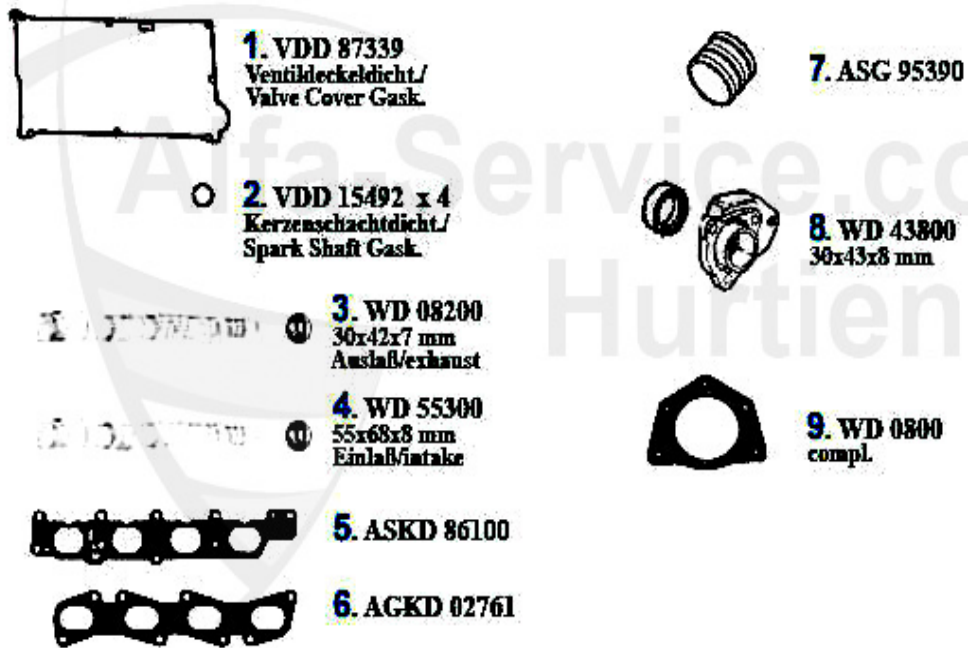 1. VDD 87339
Ventildeckeldicht./
Valve Cover Gask.
2. VDD 15492 x 4
Kerzenschachtdicht./
Spark Shaft Gask.
3. WD 08200
30x42x7 mm
Auslaß/exhaust
4. WD 55300
55x68x8 mm
Einlaß/intake
5. ASKD 86100
6. AGKD 02761
7. ASG 95390
8. WD 43800
30x43x8 mm
9. WD 0800
compl.
Alfa-Service.co
Hurtien